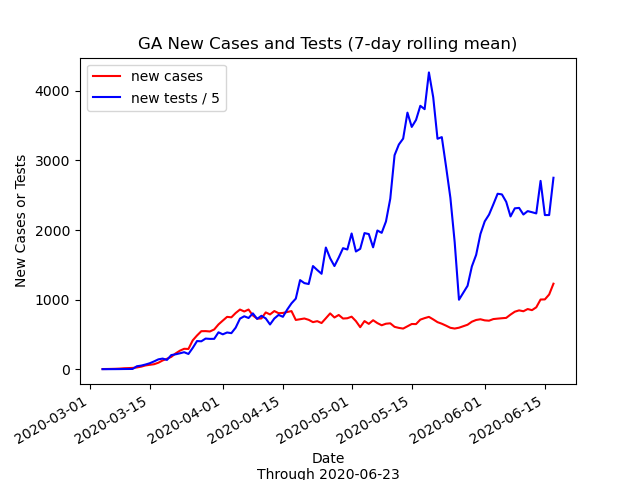 GA New Cases and Tests (7-day rolling mean)
new cases
new tests / 5
New Cases or Tests
4000
3000
2000
1000
0
2020-03-01
2020-03-15
2020-04-01
2020-04-15
2020-05-01
2020-05-15
2020-06-01
2020-06-15
Date
Through 2020-06-23